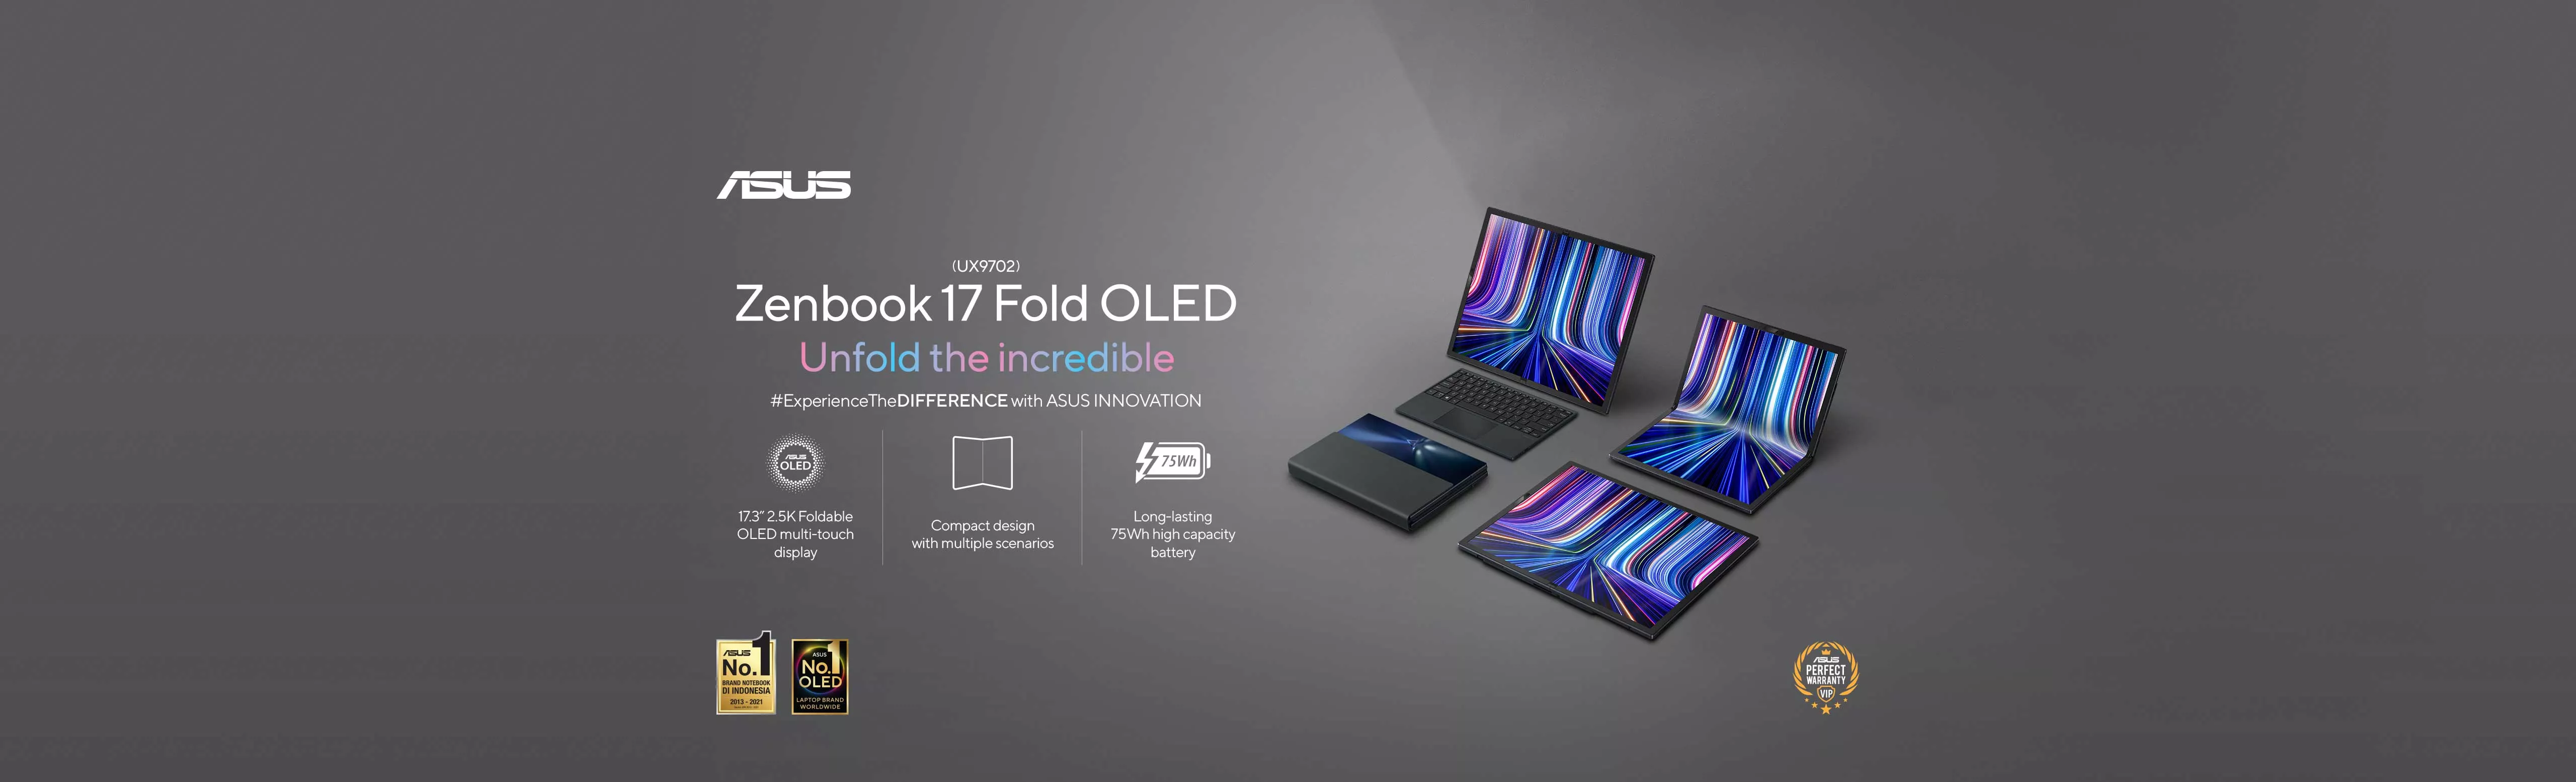 ASUS
(UX9702)
Zenbook 17 Fold OLED
Unfold the incredible
#ExperienceTheDIFFERENCE with ASUS INNOVATION
ASUS
OLED
17.3" 2.5K Foldable
OLED multi-touch
display
Compact design
with multiple scenarios
75Wh
Long-lasting
75Wh high capacity
battery
ASUS
No.1
BRAND NOTEBOOK
DI INDONESIA
2013 - 2021
ASUS
No.1
OLED
LAPTOP BRAND
WORLDWIDE
ASUS
PERFECT
WARRANTY
VIP